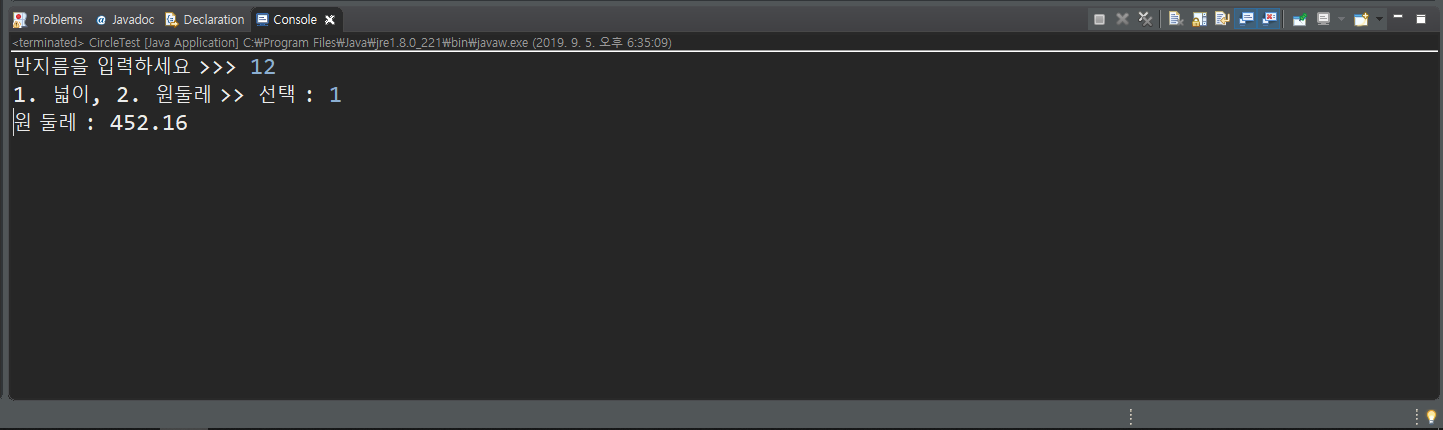 Problems Javadoc Declaration Console
<terminated> CircleTest [Java Application] C:₩Program Files₩Java₩jre1.8.0_221₩bin₩javaw.exe (2019. 9. 5. 오후 6:35:09)
반지름을 입력하세요 >>> 12
1. 넓이, 2. 원둘레 >> 선택 : 1
원 둘레 : 452.16